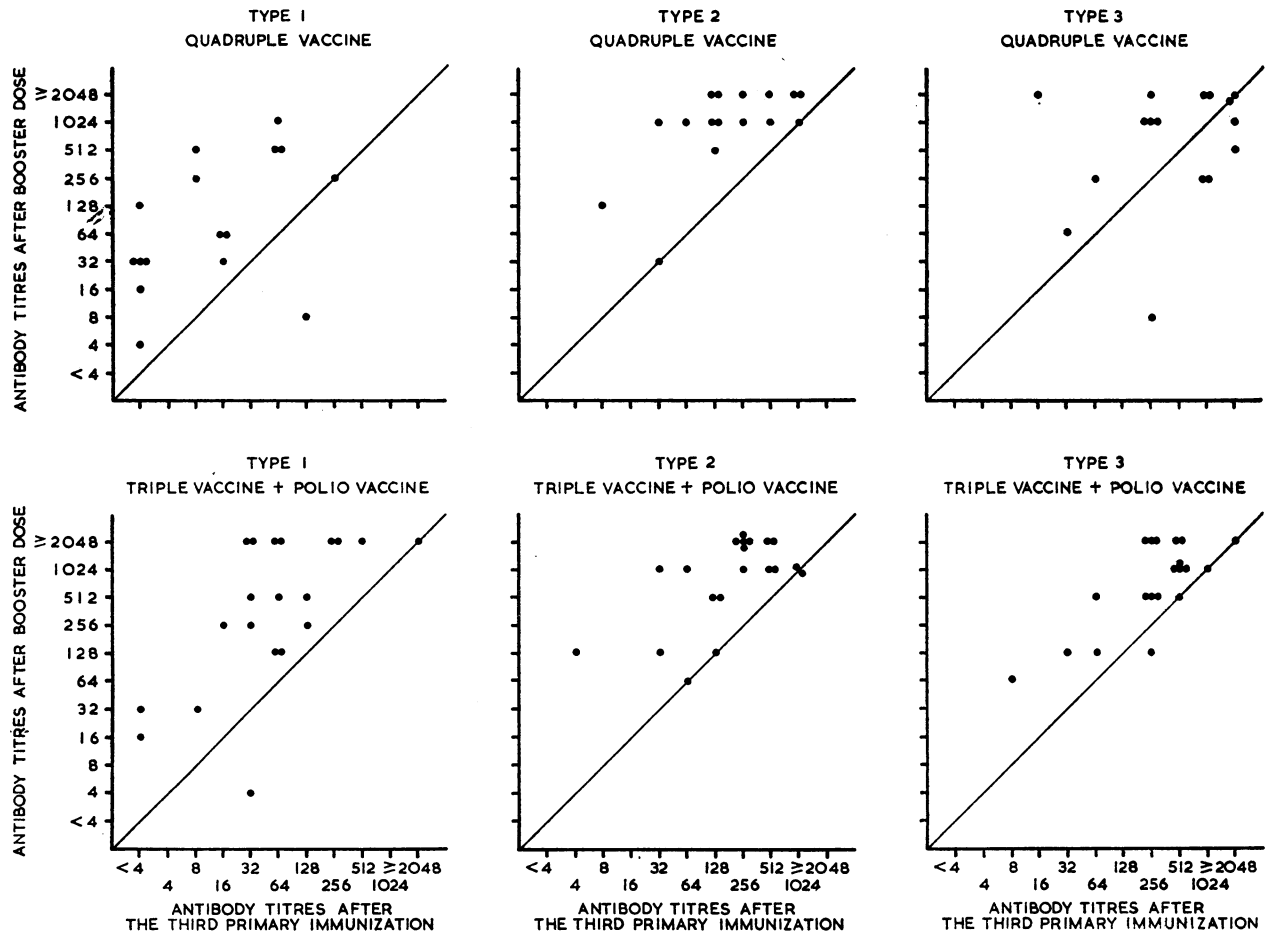 TYPE 1
QUADRUPLE VACCINE
TYPE 2
QUADRUPLE VACCINE
TYPE 3
QUADRUPLE VACCINE
ANTIBODY TITRES AFTER BOOSTER DOSE
⩾2048
1024
512
256
128
64
32
16
8
4
<4
TYPE 1
TRIPLE VACCINE + POLIO VACCINE
TYPE 2
TRIPLE VACCINE + POLIO VACCINE
TYPE 3
TRIPLE VACCINE + POLIO VACCINE
ANTIBODY TITRES AFTER BOOSTER DOSE
⩾2048
1024
512
256
128
64
32
16
8
4
<4
<4 8 32 128 512 ⩾2048
4 16 64 256 1024
ANTIBODY TITRES AFTER
THE THIRD PRIMARY IMMUNIZATION
<4 8 32 128 512 ⩾2048
4 16 64 256 1024
ANTIBODY TITRES AFTER
THE THIRD PRIMARY IMMUNIZATION
<4 8 32 128 512 ⩾2048
4 16 64 256 1024
ANTIBODY TITRES AFTER
THE THIRD PRIMARY IMMUNIZATION